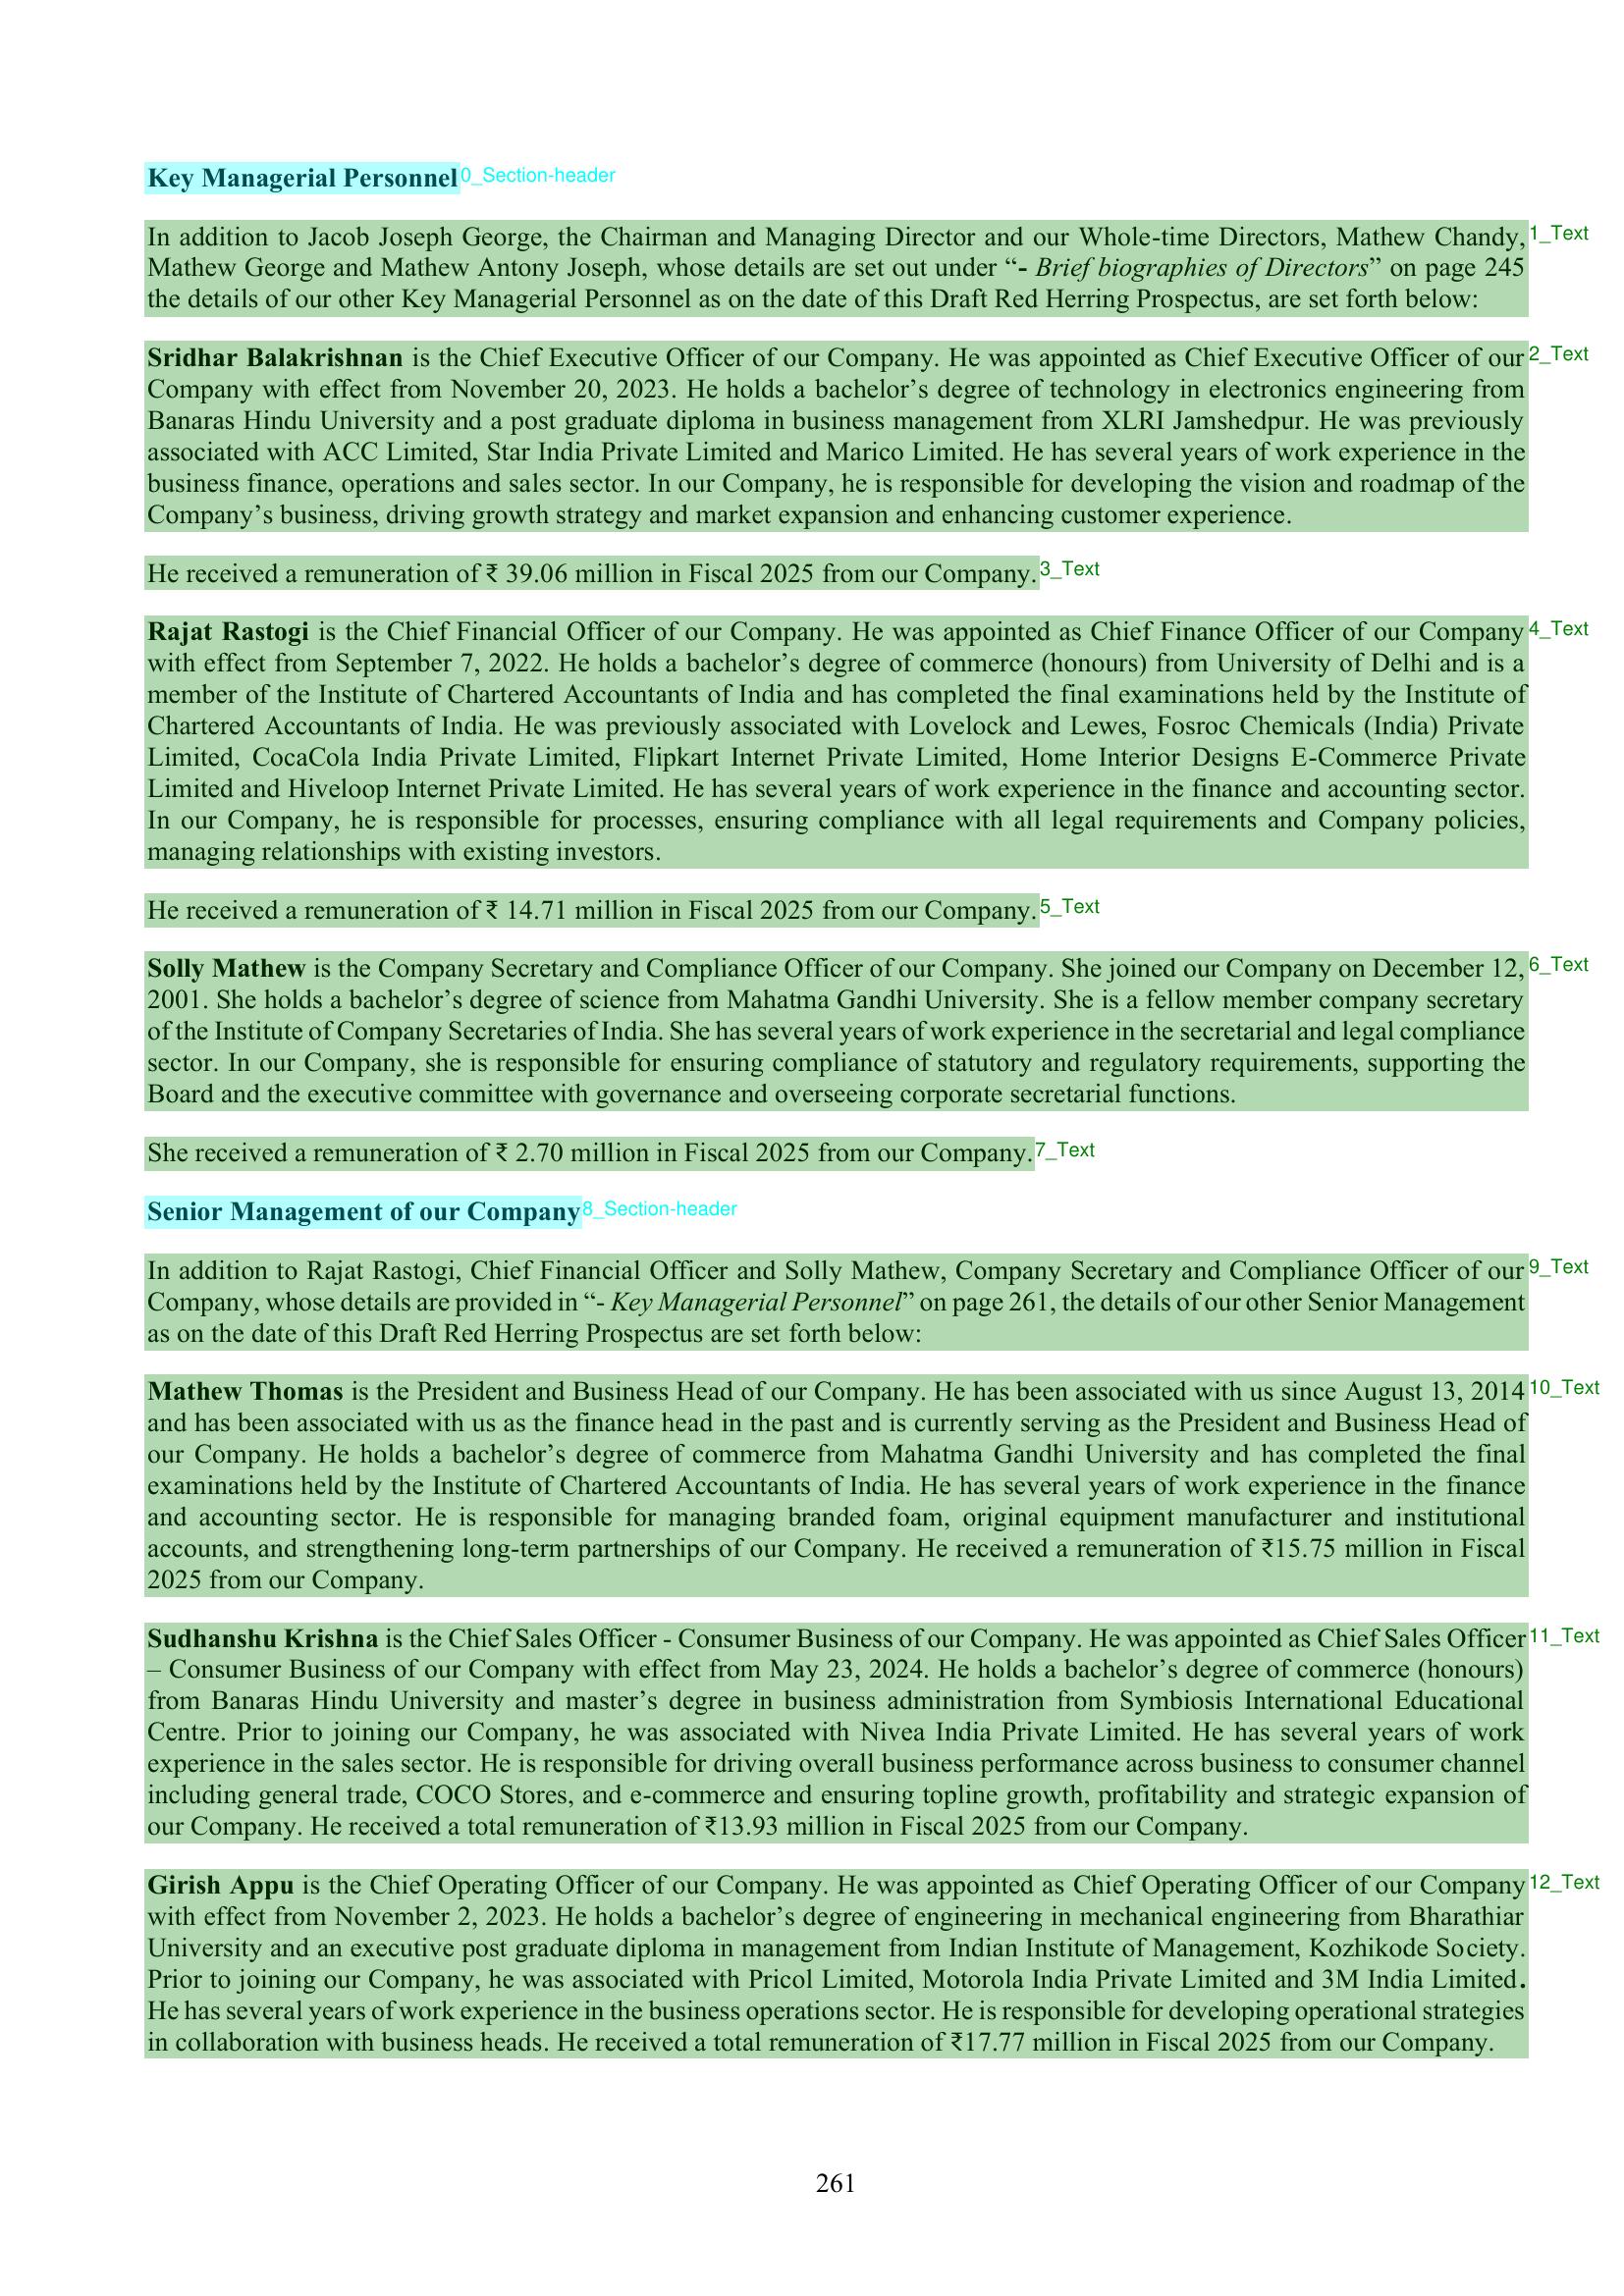 Key Managerial Personnel 0_Section-header
In addition to Jacob Joseph George, the Chairman and Managing Director and our Whole-time Directors, Mathew Chandy, 1_Text
Mathew George and Mathew Antony Joseph, whose details are set out under “- Brief biographies of Directors” on page 245
the details of our other Key Managerial Personnel as on the date of this Draft Red Herring Prospectus, are set forth below:
Sridhar Balakrishnan is the Chief Executive Officer of our Company. He was appointed as Chief Executive Officer of our 2_Text
Company with effect from November 20, 2023. He holds a bachelor’s degree of technology in electronics engineering from
Banaras Hindu University and a post graduate diploma in business management from XLRI Jamshedpur. He was previously
associated with ACC Limited, Star India Private Limited and Marico Limited. He has several years of work experience in the
business finance, operations and sales sector. In our Company, he is responsible for developing the vision and roadmap of the
Company’s business, driving growth strategy and market expansion and enhancing customer experience.
He received a remuneration of ₹ 39.06 million in Fiscal 2025 from our Company. 3_Text
Rajat Rastogi is the Chief Financial Officer of our Company. He was appointed as Chief Finance Officer of our Company 4_Text
with effect from September 7, 2022. He holds a bachelor’s degree of commerce (honours) from University of Delhi and is a
member of the Institute of Chartered Accountants of India and has completed the final examinations held by the Institute of
Chartered Accountants of India. He was previously associated with Lovelock and Lewes, Fosroc Chemicals (India) Private
Limited, CocaCola India Private Limited, Flipkart Internet Private Limited, Home Interior Designs E-Commerce Private
Limited and Hiveloop Internet Private Limited. He has several years of work experience in the finance and accounting sector.
In our Company, he is responsible for processes, ensuring compliance with all legal requirements and Company policies,
managing relationships with existing investors.
He received a remuneration of ₹ 14.71 million in Fiscal 2025 from our Company. 5_Text
Solly Mathew is the Company Secretary and Compliance Officer of our Company. She joined our Company on December 12, 6_Text
2001. She holds a bachelor’s degree of science from Mahatma Gandhi University. She is a fellow member company secretary
of the Institute of Company Secretaries of India. She has several years of work experience in the secretarial and legal compliance
sector. In our Company, she is responsible for ensuring compliance of statutory and regulatory requirements, supporting the
Board and the executive committee with governance and overseeing corporate secretarial functions.
She received a remuneration of ₹ 2.70 million in Fiscal 2025 from our Company. 7_Text
Senior Management of our Company 8_Section-header
In addition to Rajat Rastogi, Chief Financial Officer and Solly Mathew, Company Secretary and Compliance Officer of our 9_Text
Company, whose details are provided in “- Key Managerial Personnel” on page 261, the details of our other Senior Management
as on the date of this Draft Red Herring Prospectus are set forth below:
Mathew Thomas is the President and Business Head of our Company. He has been associated with us since August 13, 2014 10_Text
and has been associated with us as the finance head in the past and is currently serving as the President and Business Head of
our Company. He holds a bachelor’s degree of commerce from Mahatma Gandhi University and has completed the final
examinations held by the Institute of Chartered Accountants of India. He has several years of work experience in the finance
and accounting sector. He is responsible for managing branded foam, original equipment manufacturer and institutional
accounts, and strengthening long-term partnerships of our Company. He received a remuneration of ₹15.75 million in Fiscal
2025 from our Company.
Sudhanshu Krishna is the Chief Sales Officer - Consumer Business of our Company. He was appointed as Chief Sales Officer 11_Text
– Consumer Business of our Company with effect from May 23, 2024. He holds a bachelor’s degree of commerce (honours)
from Banaras Hindu University and master’s degree in business administration from Symbiosis International Educational
Centre. Prior to joining our Company, he was associated with Nivea India Private Limited. He has several years of work
experience in the sales sector. He is responsible for driving overall business performance across business to consumer channel
including general trade, COCO Stores, and e-commerce and ensuring topline growth, profitability and strategic expansion of
our Company. He received a total remuneration of ₹13.93 million in Fiscal 2025 from our Company.
Girish Appu is the Chief Operating Officer of our Company. He was appointed as Chief Operating Officer of our Company 12_Text
with effect from November 2, 2023. He holds a bachelor’s degree of engineering in mechanical engineering from Bharathiar
University and an executive post graduate diploma in management from Indian Institute of Management, Kozhikode Society.
Prior to joining our Company, he was associated with Pricol Limited, Motorola India Private Limited and 3M India Limited.
He has several years of work experience in the business operations sector. He is responsible for developing operational strategies
in collaboration with business heads. He received a total remuneration of ₹17.77 million in Fiscal 2025 from our Company.
261